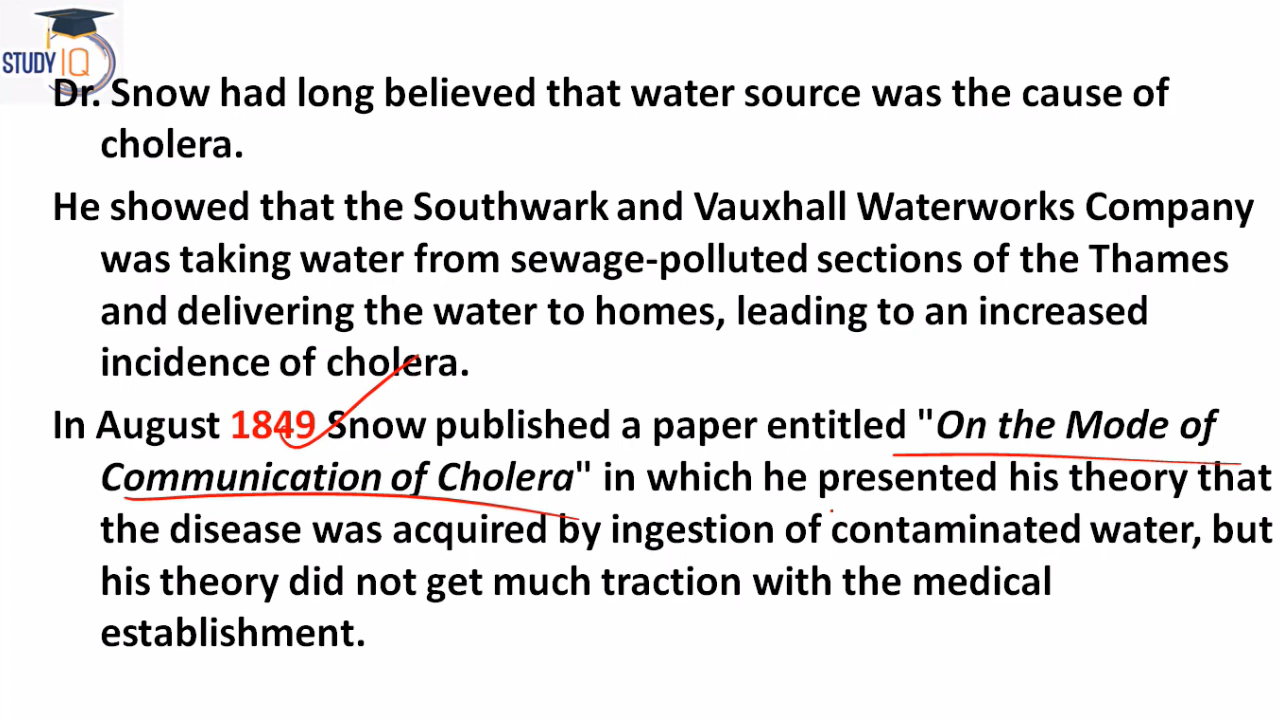 STUDY IQ
Dr. Snow had long believed that water source was the cause of
cholera.
He showed that the Southwark and Vauxhall Waterworks Company
was taking water from sewage-polluted sections of the Thames
and delivering the water to homes, leading to an increased
incidence of cholera.
In August 1849 Snow published a paper entitled "On the Mode of
Communication of Cholera" in which he presented his theory that
the disease was acquired by ingestion of contaminated water, but
his theory did not get much traction with the medical
establishment.